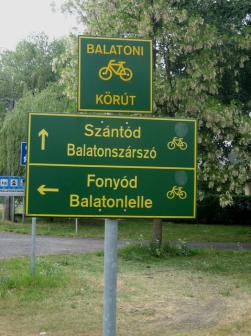 BALATONI
KÖRÚT
Szántód
Balatonszárszó
Fonyód
Balatonlelle